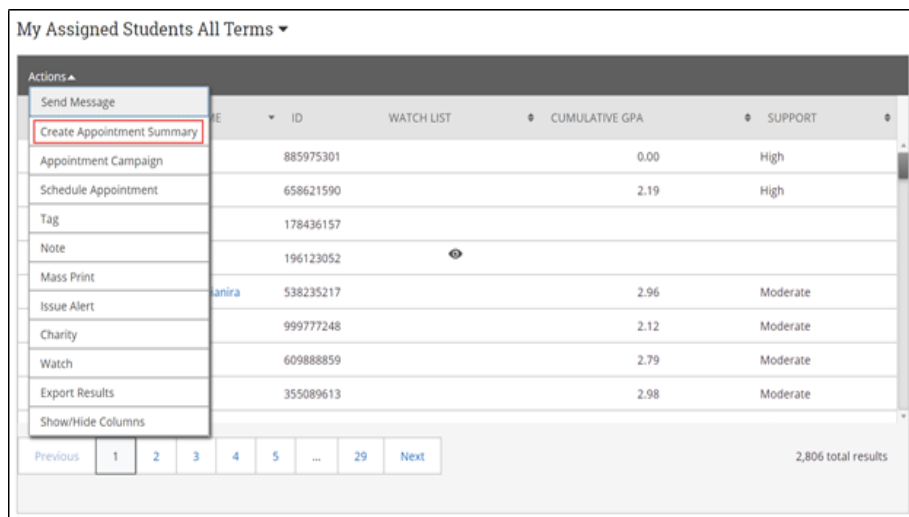 My Assigned Students All Terms
Actions
Send Message
Create Appointment Summary
Appointment Campaign
Schedule Appointment
Tag
Note
Mass Print
Issue Alert
Charity
Watch
Export Results
Show/Hide Columns
ID WATCH LIST CUMULATIVE GPA SUPPORT
885975301 0.00 High
658621590 2.19 High
178436157
196123052
538235217 2.96 Moderate
999777248 2.12 Moderate
609888859 2.79 Moderate
355089613 2.98 Moderate
Previous 1 2 3 4 5 ... 29 Next 2,806 total results